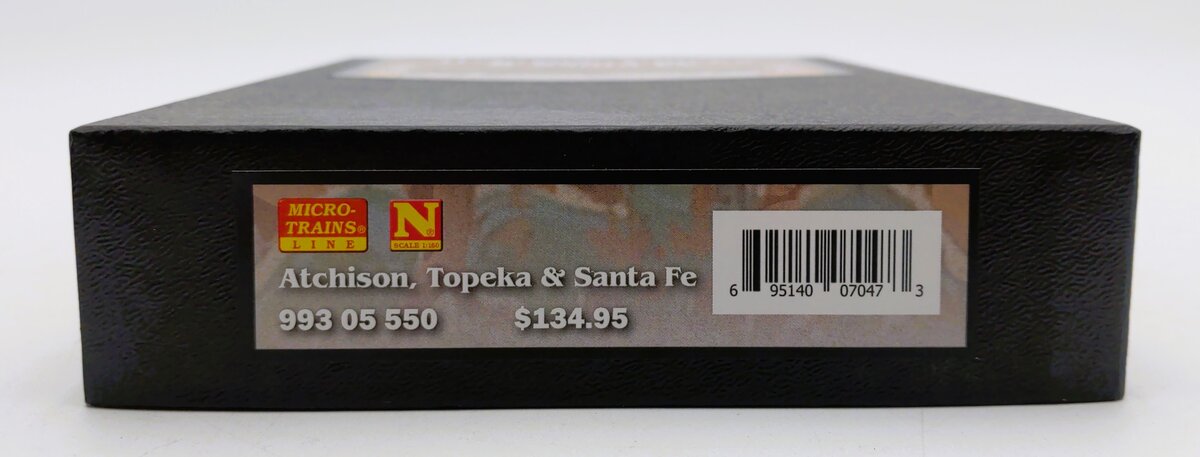 MICRO-
TRAINS®
LINE
N®
SCALE 1:160
Atchison, Topeka & Santa Fe
993 05 550 $134.95
6 95140 07047 3